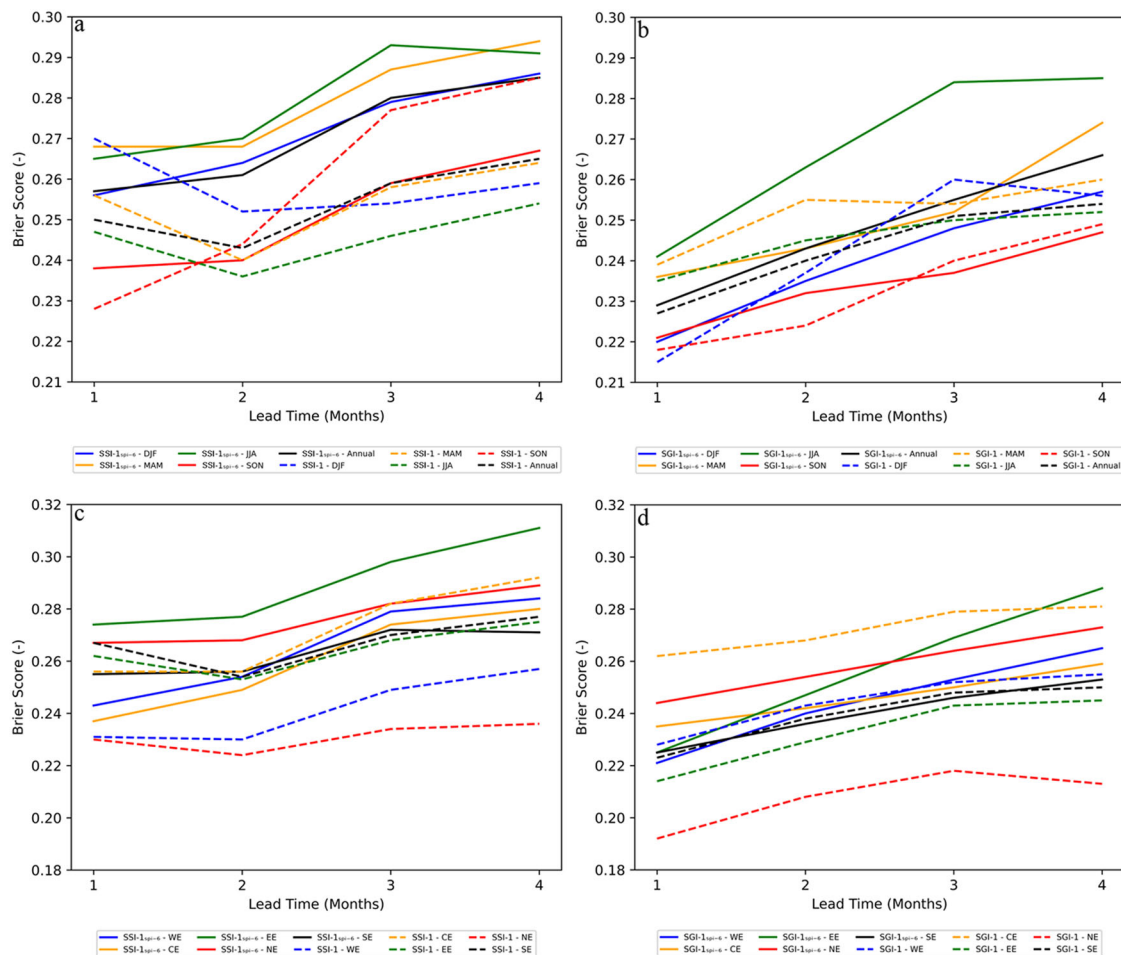 a
0.30
0.29
0.28
0.27
0.26
0.25
0.24
0.23
0.22
0.21
Brier Score (-)
1 2 3 4
Lead Time (Months)
SSI-1spi−6 - DJF SSI-1spi−6 - JJA SSI-1spi−6 - Annual SSI-1 - MAM SSI-1 - SON
SSI-1spi−6 - MAM SSI-1spi−6 - SON SSI-1 - DJF SSI-1 - JJA SSI-1 - Annual
b
0.30
0.29
0.28
0.27
0.26
0.25
0.24
0.23
0.22
0.21
Brier Score (-)
1 2 3 4
Lead Time (Months)
SGI-1spi−6 - DJF SGI-1spi−6 - JJA SGI-1spi−6 - Annual SGI-1 - MAM SGI-1 - SON
SGI-1spi−6 - MAM SGI-1spi−6 - SON SGI-1 - DJF SGI-1 - JJA SGI-1 - Annual
c
0.32
0.30
0.28
0.26
0.24
0.22
0.20
0.18
Brier Score (-)
1 2 3 4
Lead Time (Months)
SSI-1spi−6 - WE SSI-1spi−6 - EE SSI-1spi−6 - SE SSI-1 - CE SSI-1 - NE
SSI-1spi−6 - CE SSI-1spi−6 - NE SSI-1 - WE SSI-1 - EE SSI-1 - SE
d
0.32
0.30
0.28
0.26
0.24
0.22
0.20
0.18
Brier Score (-)
1 2 3 4
Lead Time (Months)
SGI-1spi−6 - WE SGI-1spi−6 - EE SGI-1spi−6 - SE SGI-1 - CE SGI-1 - NE
SGI-1spi−6 - CE SGI-1spi−6 - NE SGI-1 - WE SGI-1 - EE SGI-1 - SE